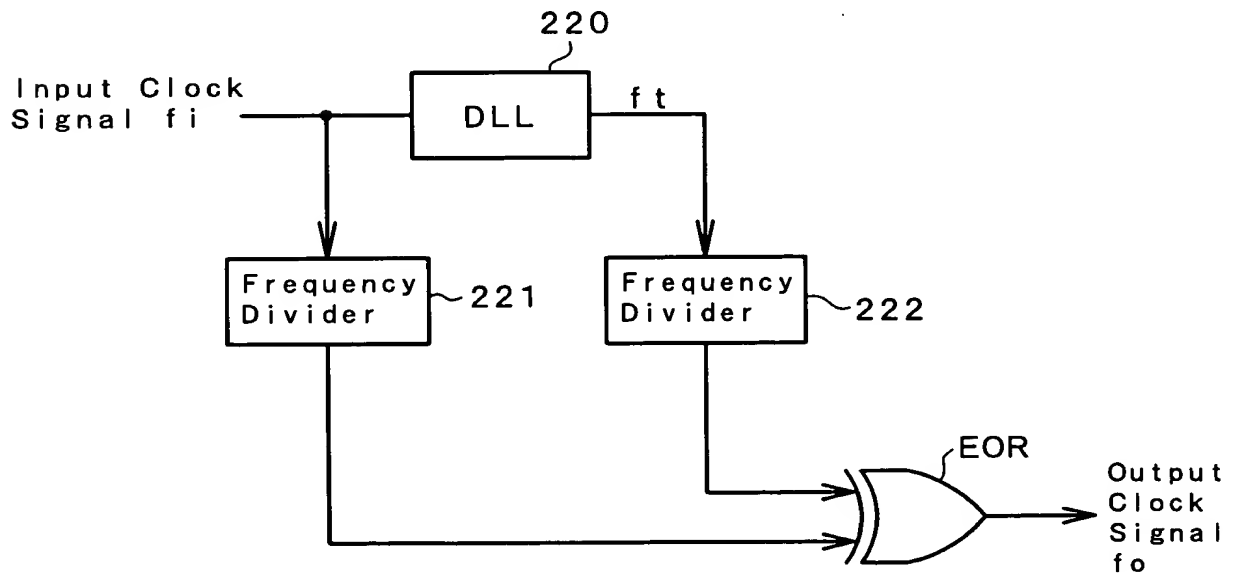 220
Input Clock
Signal fi
DLL
ft
Frequency
Divider
221
Frequency
Divider
222
EOR
Output
Clock
Signal
fo